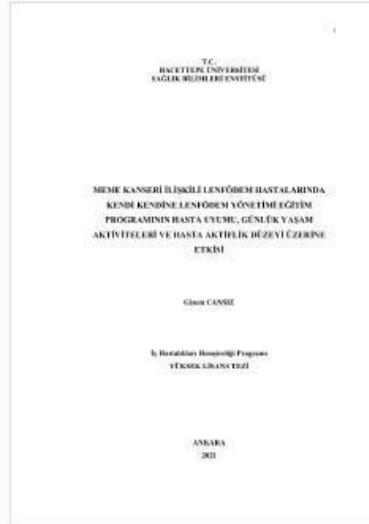 1
T.C.
HACETTEPE ÜNİVERSİTESİ
SAĞLIK BİLİMLERİ ENSTİTÜSÜ
MEME KANSERİ İLİŞKİLİ LENFÖDEM HASTALARINDA
KENDİ KENDİNE LENFÖDEM YÖNETİMİ EĞİTİM
PROGRAMININ HASTA UYUMU, GÜNLÜK YAŞAM
AKTİVİTELERİ VE HASTA AKTİFLİK DÜZEYİ ÜZERİNE
ETKİSİ
Gizem CANSIZ
İç Hastalıkları Hemşireliği Programı
YÜKSEK LİSANS TEZİ
ANKARA
2021